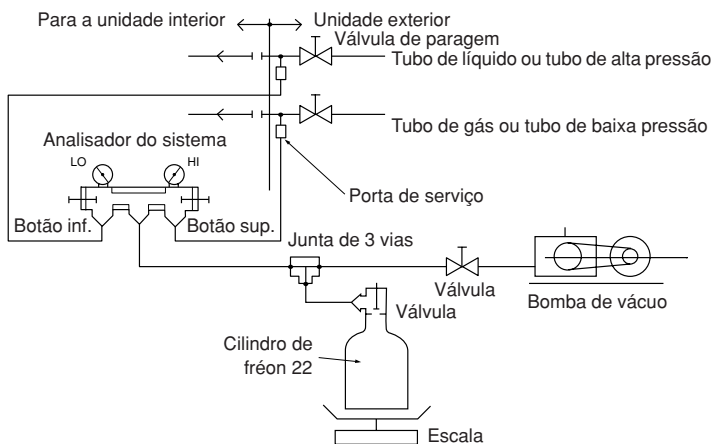 Para a unidade interior
Unidade exterior
Válvula de paragem
Tubo de líquido ou tubo de alta pressão
Tubo de gás ou tubo de baixa pressão
Analisador do sistema
LO
HI
Porta de serviço
Botão inf.
Botão sup.
Junta de 3 vias
Válvula
Bomba de vácuo
Válvula
Cilindro de
fréon 22
Escala